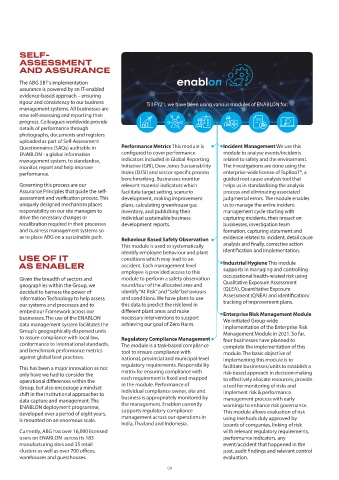 SELF-
ASSESSMENT
AND ASSURANCE
The ABG SBF's implementation
assurance is powered by an IT-enabled
evidence-based approach – ensuring
rigour and consistency to our business
management systems. All businesses are
now self-assessing and reporting their
progress. Colleagues worldwide provide
details of performance through
photographs, documents and registers
uploaded as part of Self-Assessment
Questionnaires (SAQs) auditable in
ENABLON - a global information
management system, to standardise,
monitor, report and help improve
performance.
Governing this process are our
Assurance Principles that guide the self-
assessment and verification process. This
uniquely designed mechanism places
responsibility on our site managers to
drive the necessary changes or
recalibration required in their processes
and business management systems so
as to place ABG on a sustainable path.
USE OF IT
AS ENABLER
Given the breadth of sectors and
geographies within the Group, we
decided to harness the power of
Information Technology to help assess
our systems and processes and to
embed our Framework across our
businesses. The use of the ENABLON
data management system facilitates the
Group's geographically dispersed units
to assure compliance with local laws,
conformance to international standards,
and benchmark performance metrics
against global best practices.
This has been a major innovation as not
only have we had to consider the
operational differences within the
Group, but also encourage a mindset
shift in the institutional approaches to
data capture and management. The
ENABLON deployment programme,
developed over a period of eight years,
is mounted on an enormous scale.
Currently, ABG has over 16,000 licensed
users on ENABLON across its 183
manufacturing sites and 35 retail
clusters as well as over 700 offices,
warehouses and guesthouses.
enablon
Till FY21, we have been using various modules of ENABLON for:
Performance Metrics This module is
configured to cover performance
indicators included in Global Reporting
Initiative (GRI), Dow Jones Sustainability
Index (DJSI) and sector specific process
benchmarking. Businesses monitor
relevant material indicators which
facilitate target setting, scenario
development, making improvement
plans, calculating greenhouse gas
inventory, and publishing their
individual sustainable business
development reports.
Behaviour Based Safety Observation
This module is used to systematically
identify employee behaviour and plant
conditions which may lead to an
accident. Each management level
employee is provided access to this
module to perform a safety observation
round/tour of the allocated area and
identify "At Risk" and "Safe" behaviours
and conditions. We have plans to use
this data to predict the risk level in
different plant areas and make
necessary interventions to support
achieving our goal of Zero Harm.
Regulatory Compliance Management
The module is a task-based compliance
tool to ensure compliance with
national, provincial and municipal-level
regulatory requirements. Responsibility
matrix for ensuring compliance with
each requirement is fixed and mapped
in the module. Performance of
individual compliance owner, site and
business is appropriately monitored by
the management. Enablon currently
supports regulatory compliance
management across our operations in
India, Thailand and Indonesia.
Incident Management We use this
module to analyse events/incidents
related to safety and the environment.
The investigations are done using the
enterprise-wide license of TapRooT®, a
guided root cause analysis tool that
helps us in standardising the analysis
process and eliminating associated
judgmental errors. The module enables
us to manage the entire incident
management cycle starting with
capturing incidents, their impact on
businesses, investigation team
formation, capturing statement and
evidence related to incident, detail cause
analysis and finally, corrective action
identification and implementation.
Industrial Hygiene This module
supports in managing and controlling
occupational health-related risk using
Qualitative Exposure Assessment
(QLEA), Qualitative Exposure
Assessment (QNEA) and identification/
tracking of improvement plans.
Enterprise Risk Management Module
We initiated Group-wide
implementation of the Enterprise Risk
Management Module in 2021. So far,
four businesses have planned to
complete the implementation of this
module. The basic objective of
implementing this module is to
facilitate businesses/units to establish a
risk-based approach in decision-making
to effectively allocate resources, provide
a tool for monitoring of risks and
implement risk & performance
management process with early
warnings to enhance risk governance.
This module allows evaluation of risk
using methods duly approved by
boards of companies, linking of risk
with relevant regulatory requirements,
performance indicators, any
event/accident that happened in the
past, audit findings and relevant control
evaluation.